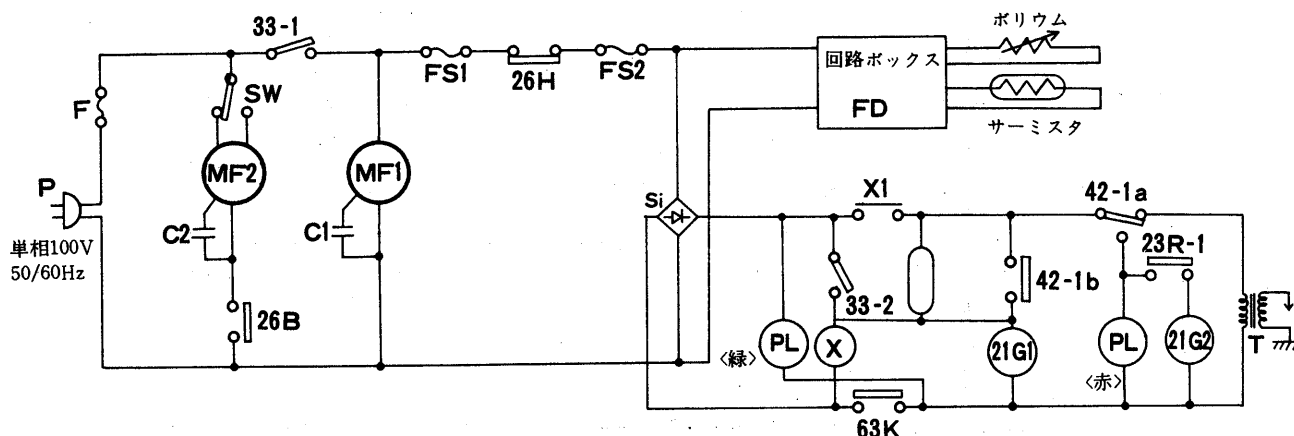 33-1
ボリウム
FS1
26H
FS2
回路ボックス
FD
サーミスタ
F
SW
MF2
MF1
P
単相100V
50/60Hz
C2
C1
26B
Si
X1
42-1a
23R-1
33-2
42-1b
PL
〈緑〉
X
21G1
PL
〈赤〉
21G2
T
63K